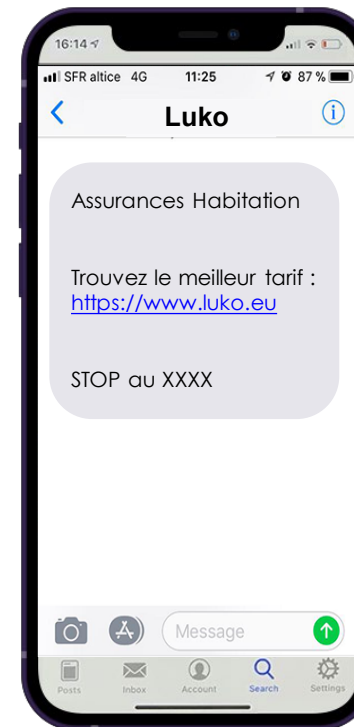 16:14
SFR altice 4G 11:25 87 %
Luko
Assurances Habitation
Trouvez le meilleur tarif :
https://www.luko.eu
STOP au XXXX
Message
Posts Inbox Account Search Settings